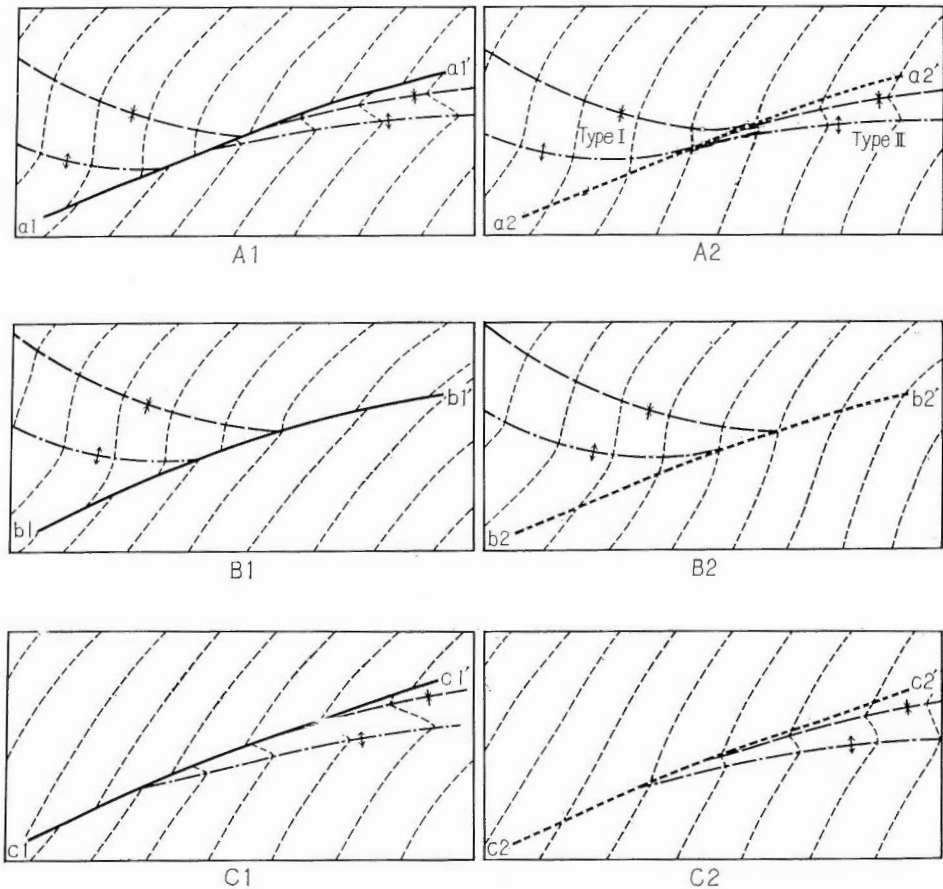 a1'
a1
A1
a2'
Type I
Type II
a2
A2
b1'
b1
B1
b2'
b2
B2
c1'
c1
C1
c2'
c2
C2